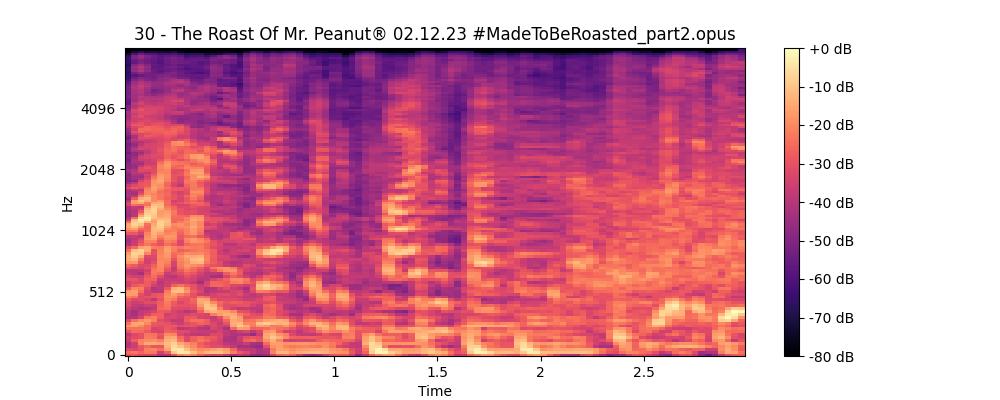 30 - The Roast Of Mr. Peanut® 02.12.23 #MadeToBeRoasted_part2.opus
Hz
4096
2048
1024
512
0
0
0.5
1
1.5
2
2.5
Time
+0 dB
-10 dB
-20 dB
-30 dB
-40 dB
-50 dB
-60 dB
-70 dB
-80 dB